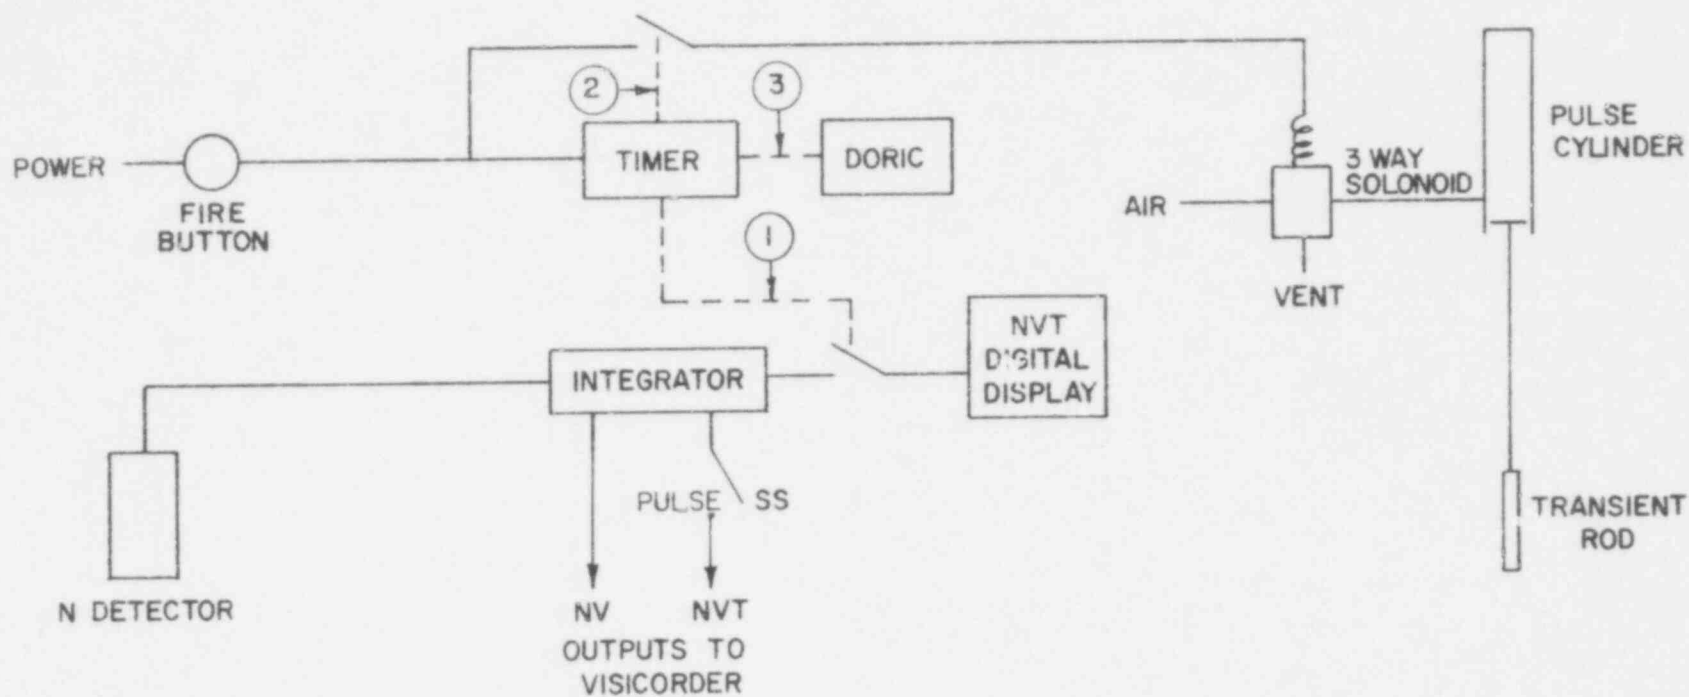 2
3
POWER
FIRE
BUTTON
TIMER
DORIC
AIR
3 WAY
SOLONOID
VENT
PULSE
CYLINDER
1
INTEGRATOR
NVT
DIGITAL
DISPLAY
PULSE
SS
N DETECTOR
NV
NVT
OUTPUTS TO
VISICORDER
TRANSIENT
ROD